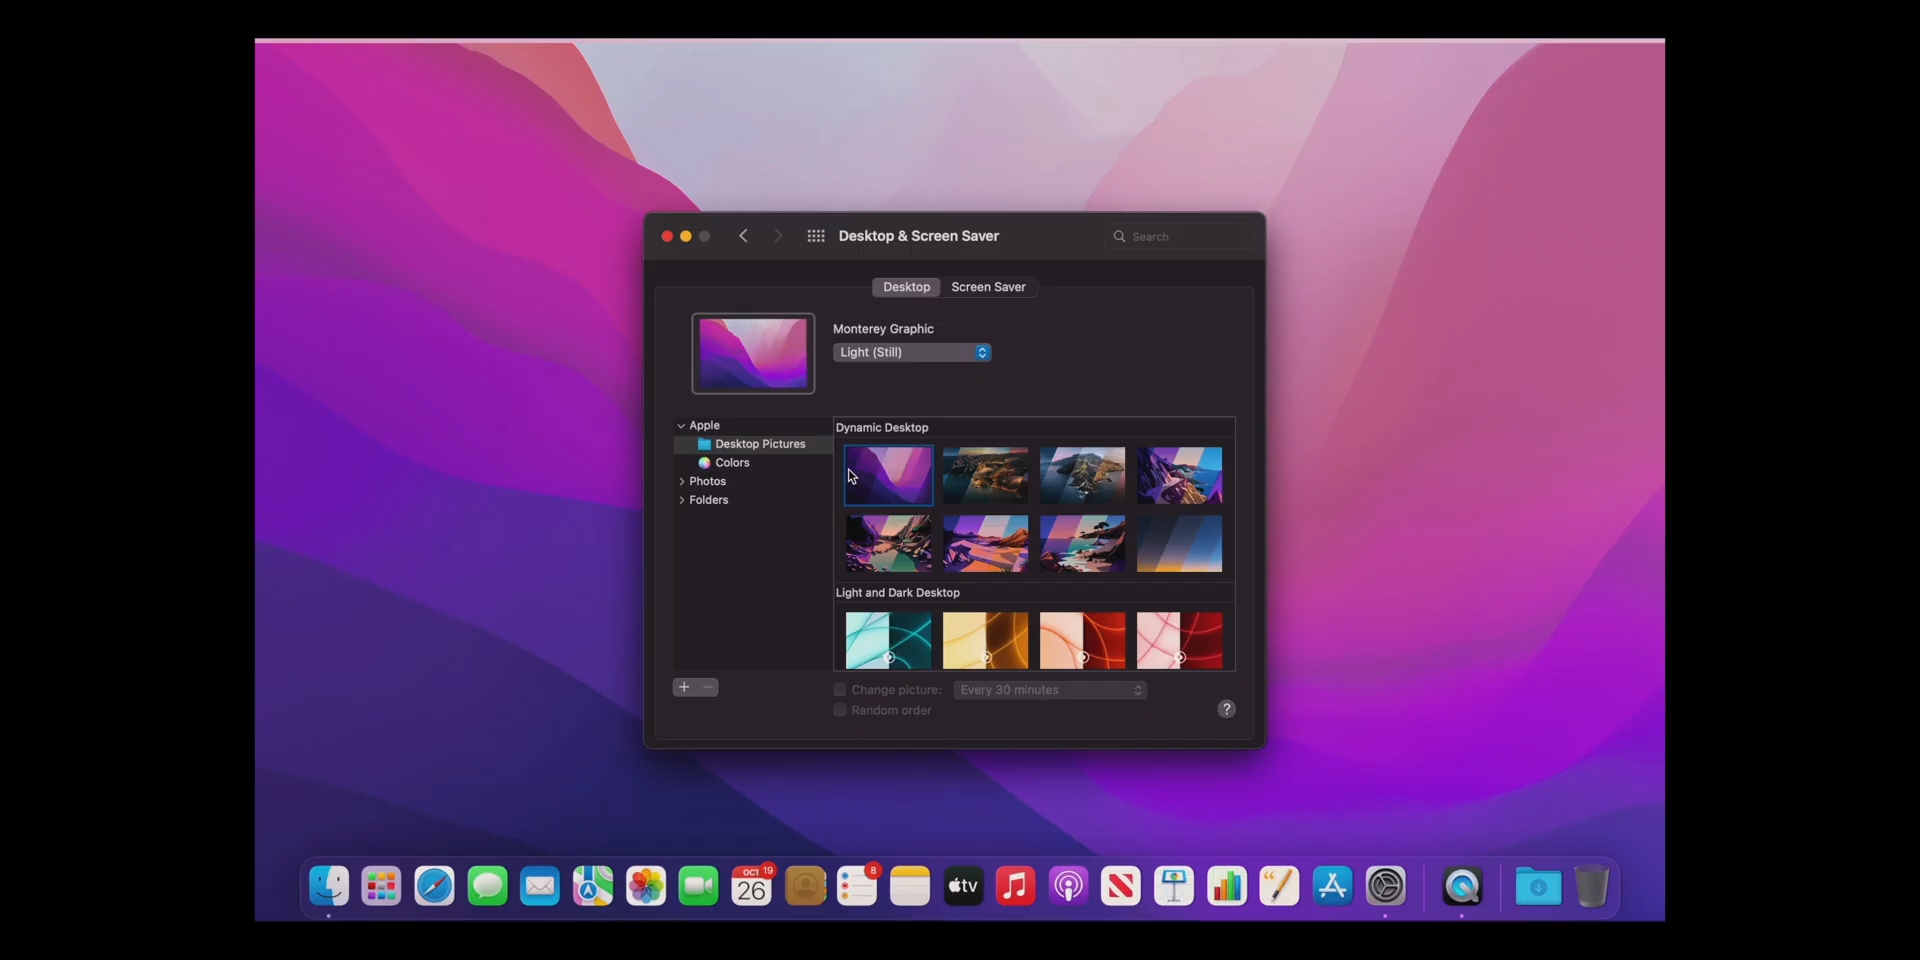 Desktop & Screen Saver
Search
Desktop
Screen Saver
Monterey Graphic
Light (Still)
Apple
Desktop Pictures
Colors
Photos
Folders
Dynamic Desktop
Light and Dark Desktop
Change picture:
Every 30 minutes
Random order
?
OCT
19
26
8
tv